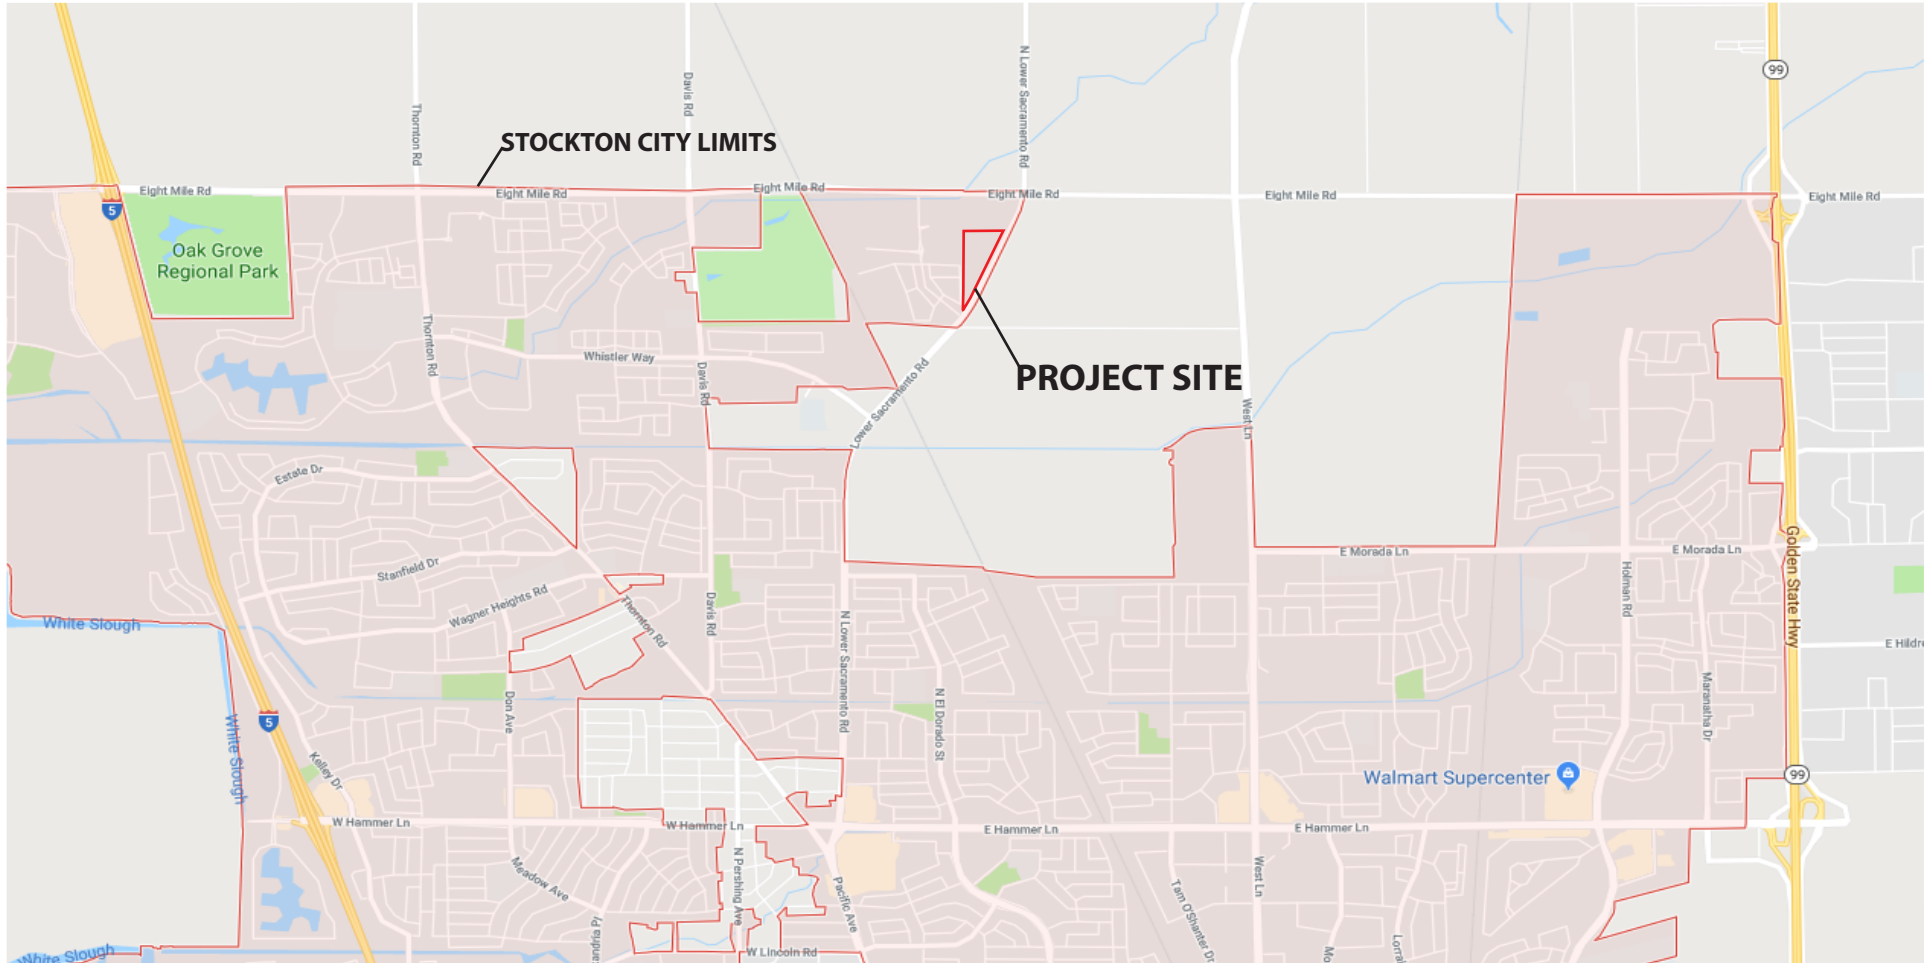 99
N Lower Sacramento Rd
Davis Rd
Thornton Rd
STOCKTON CITY LIMITS
Eight Mile Rd
Eight Mile Rd
Eight Mile Rd
Eight Mile Rd
Eight Mile Rd
Eight Mile Rd
5
Oak Grove
Regional Park
Thornton Rd
Whistler Way
Davis Rd
Lower Sacramento Rd
PROJECT SITE
West Ln
Estate Dr
Stanfield Dr
Wagner Heights Rd
Thornton Rd
Davis Rd
N Lower Sacramento Rd
E Morada Ln
E Morada Ln
Holman Rd
Golden State Hwy
White Slough
White Slough
E Hildre
5
Don Ave
N El Dorado St
Maranatha Dr
Kelley Dr
Walmart Supercenter
99
W Hammer Ln
W Hammer Ln
E Hammer Ln
E Hammer Ln
Meadow Ave
N Pershing Ave
Pacific Ave
West Ln
Tam O'Shanter Dr
Mo
Lorra
White Slough
W Lincoln Rd